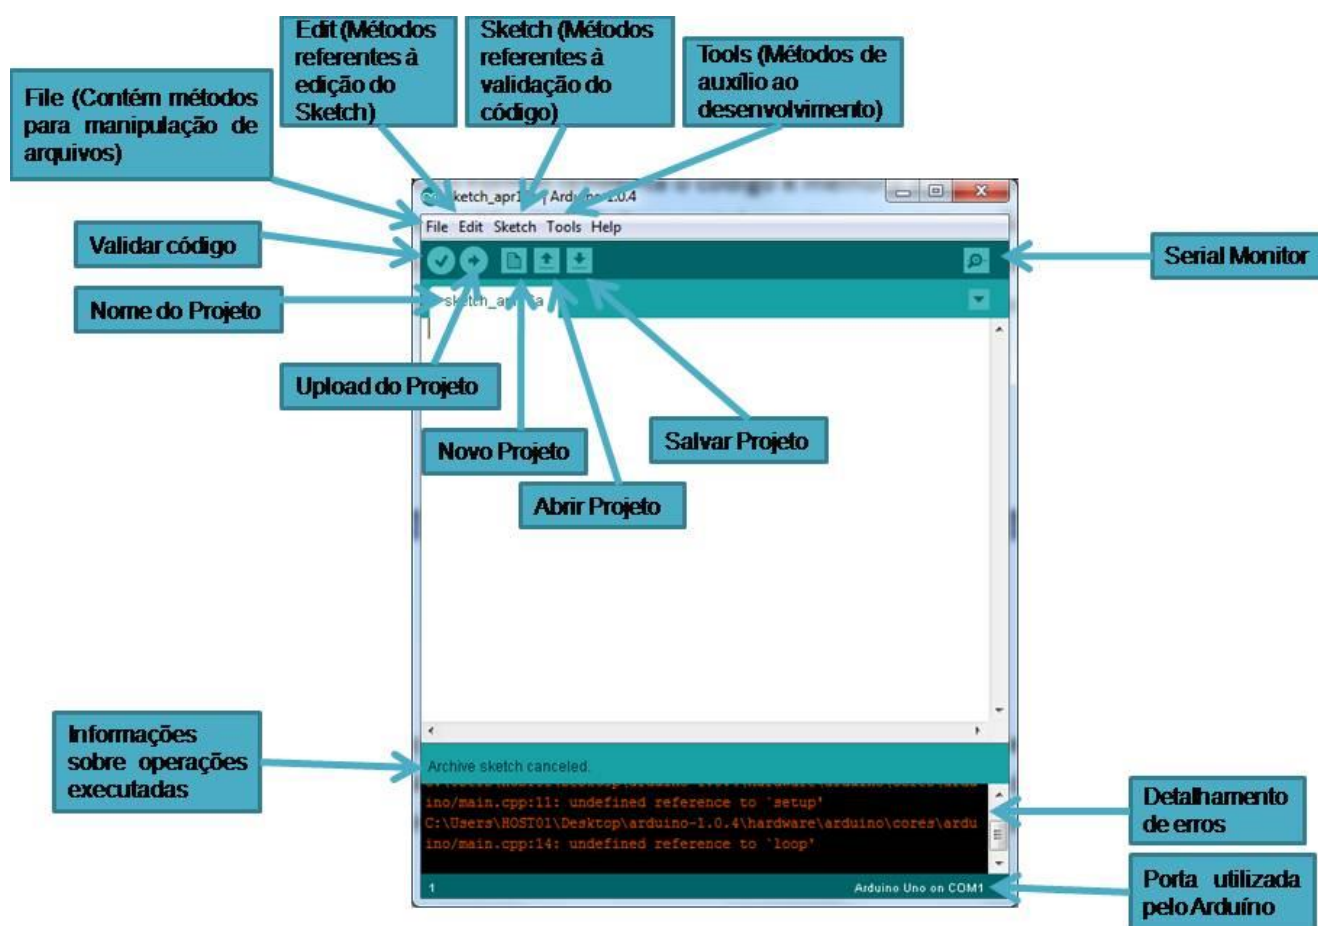 Edit (Métodos
referentes à
edição do
Sketch)
Sketch (Métodos
referentes à
validação do
código)
Tools (Métodos de
auxílio ao
desenvolvimento)
File (Contém métodos
para manipulação de
arquivos)
Arduino 1.0.4
File Edit Sketch Tools Help
Validar código
Serial Monitor
Nome do Projeto
Upload do Projeto
Novo Projeto
Salvar Projeto
Abrir Projeto
Informações
sobre operações
executadas
Archive sketch canceled.
ino/main.cpp:11: undefined reference to `setup'
C:\Users\HOST01\Desktop\arduino-1.0.4\hardware\arduino\cores\ardu
ino/main.cpp:14: undefined reference to `loop'
Detalhamento
de erros
1
Arduino Uno on COM1
Porta utilizada
pelo Arduíno